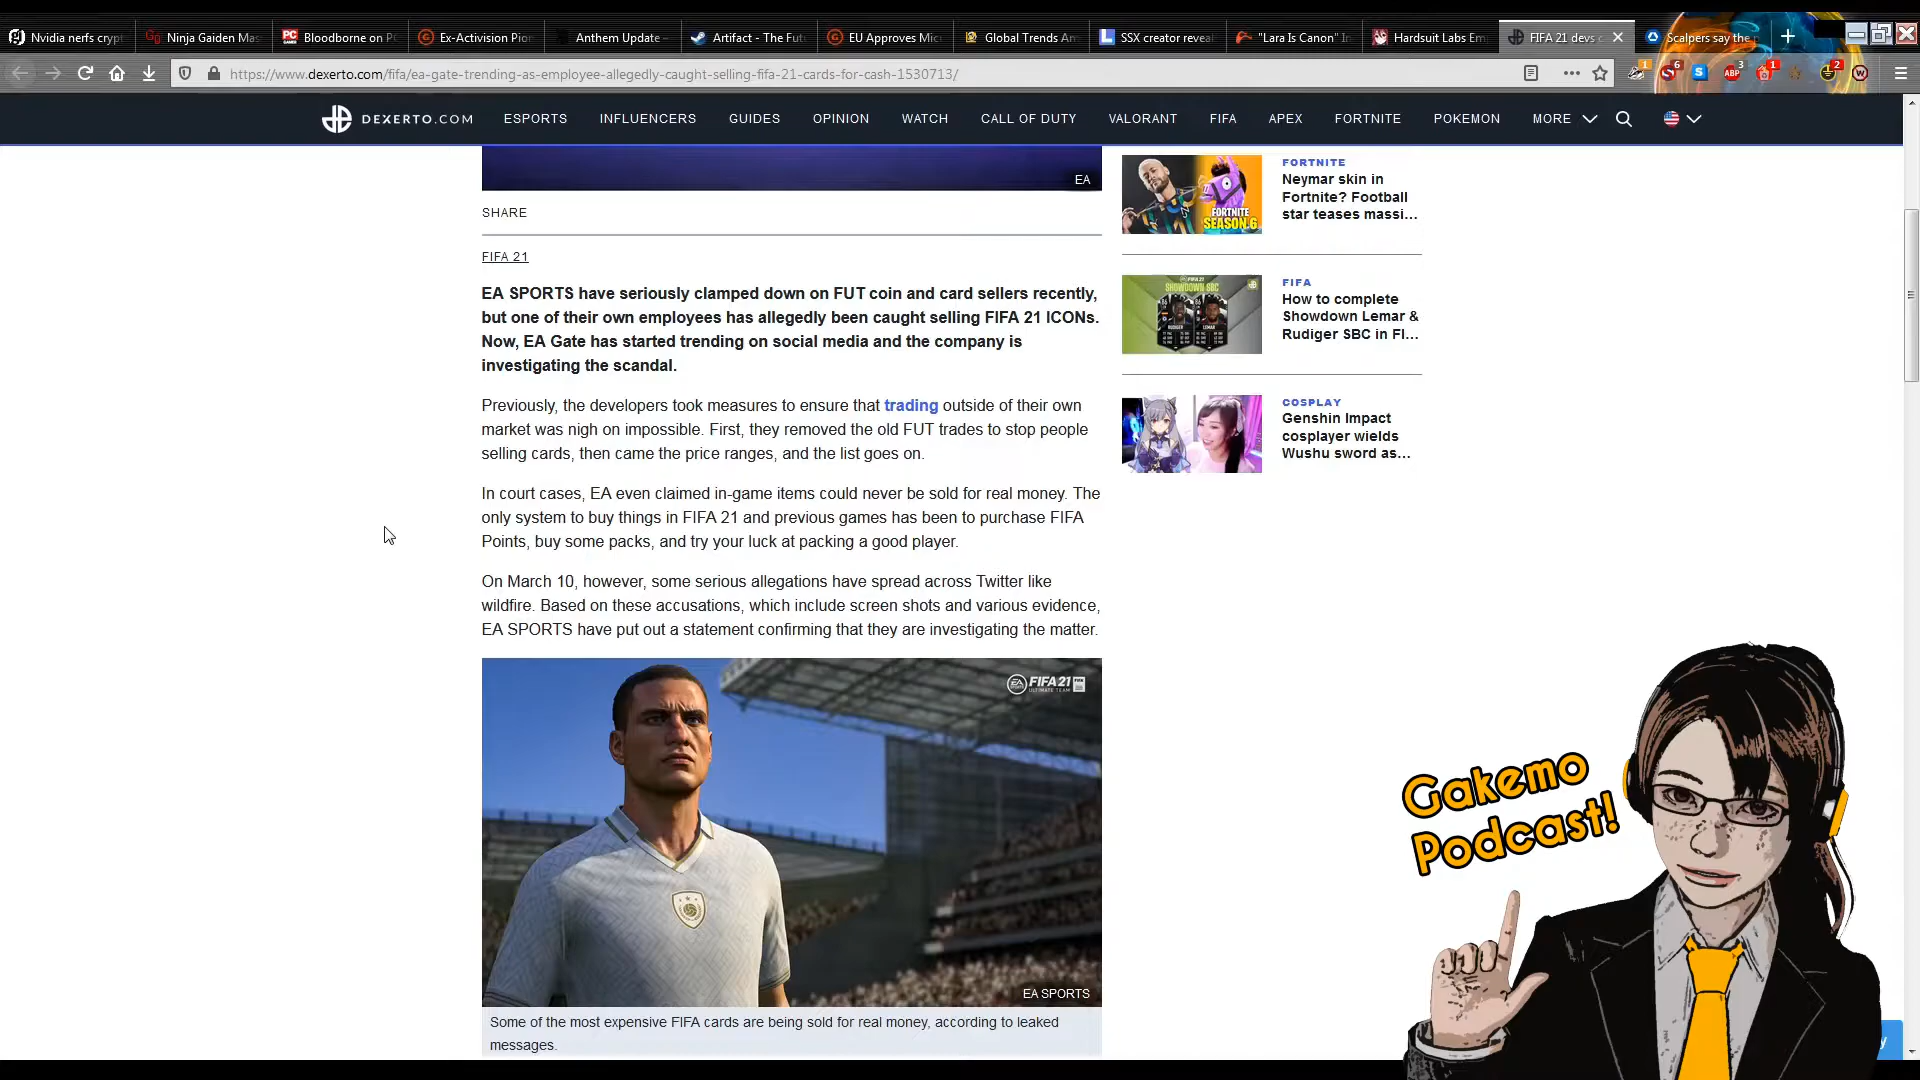 Nvidia nerfs crypt
Ninja Gaiden Mas
Bloodborne on P
Ex-Activision Pion
Anthem Update –
Artifact - The Futu
EU Approves Micr
Global Trends An
SSX creator reveal
"Lara Is Canon" In
Hardsuit Labs Em
FIFA 21 devs c
Scalpers say the p
https://www.dexerto.com/fifa/ea-gate-trending-as-employee-allegedly-caught-selling-fifa-21-cards-for-cash-1530713/
DEXERTO.COM ESPORTS INFLUENCERS GUIDES OPINION WATCH CALL OF DUTY VALORANT FIFA APEX FORTNITE POKEMON MORE
EA
SHARE
FIFA 21
EA SPORTS have seriously clamped down on FUT coin and card sellers recently,
but one of their own employees has allegedly been caught selling FIFA 21 ICONs.
Now, EA Gate has started trending on social media and the company is
investigating the scandal.
Previously, the developers took measures to ensure that trading outside of their own
market was nigh on impossible. First, they removed the old FUT trades to stop people
selling cards, then came the price ranges, and the list goes on.
In court cases, EA even claimed in-game items could never be sold for real money. The
only system to buy things in FIFA 21 and previous games has been to purchase FIFA
Points, buy some packs, and try your luck at packing a good player.
On March 10, however, some serious allegations have spread across Twitter like
wildfire. Based on these accusations, which include screen shots and various evidence,
EA SPORTS have put out a statement confirming that they are investigating the matter.
FIFA 21
ULTIMATE TEAM
EA SPORTS
Some of the most expensive FIFA cards are being sold for real money, according to leaked
messages.
FORTNITE
SEASON 6
FORTNITE
Neymar skin in
Fortnite? Football
star teases massi...
SHOWDOWN SBC
FIFA
How to complete
Showdown Lemar &
Rudiger SBC in FI...
COSPLAY
Genshin Impact
cosplayer wields
Wushu sword as...
Gakemo
Podcast!